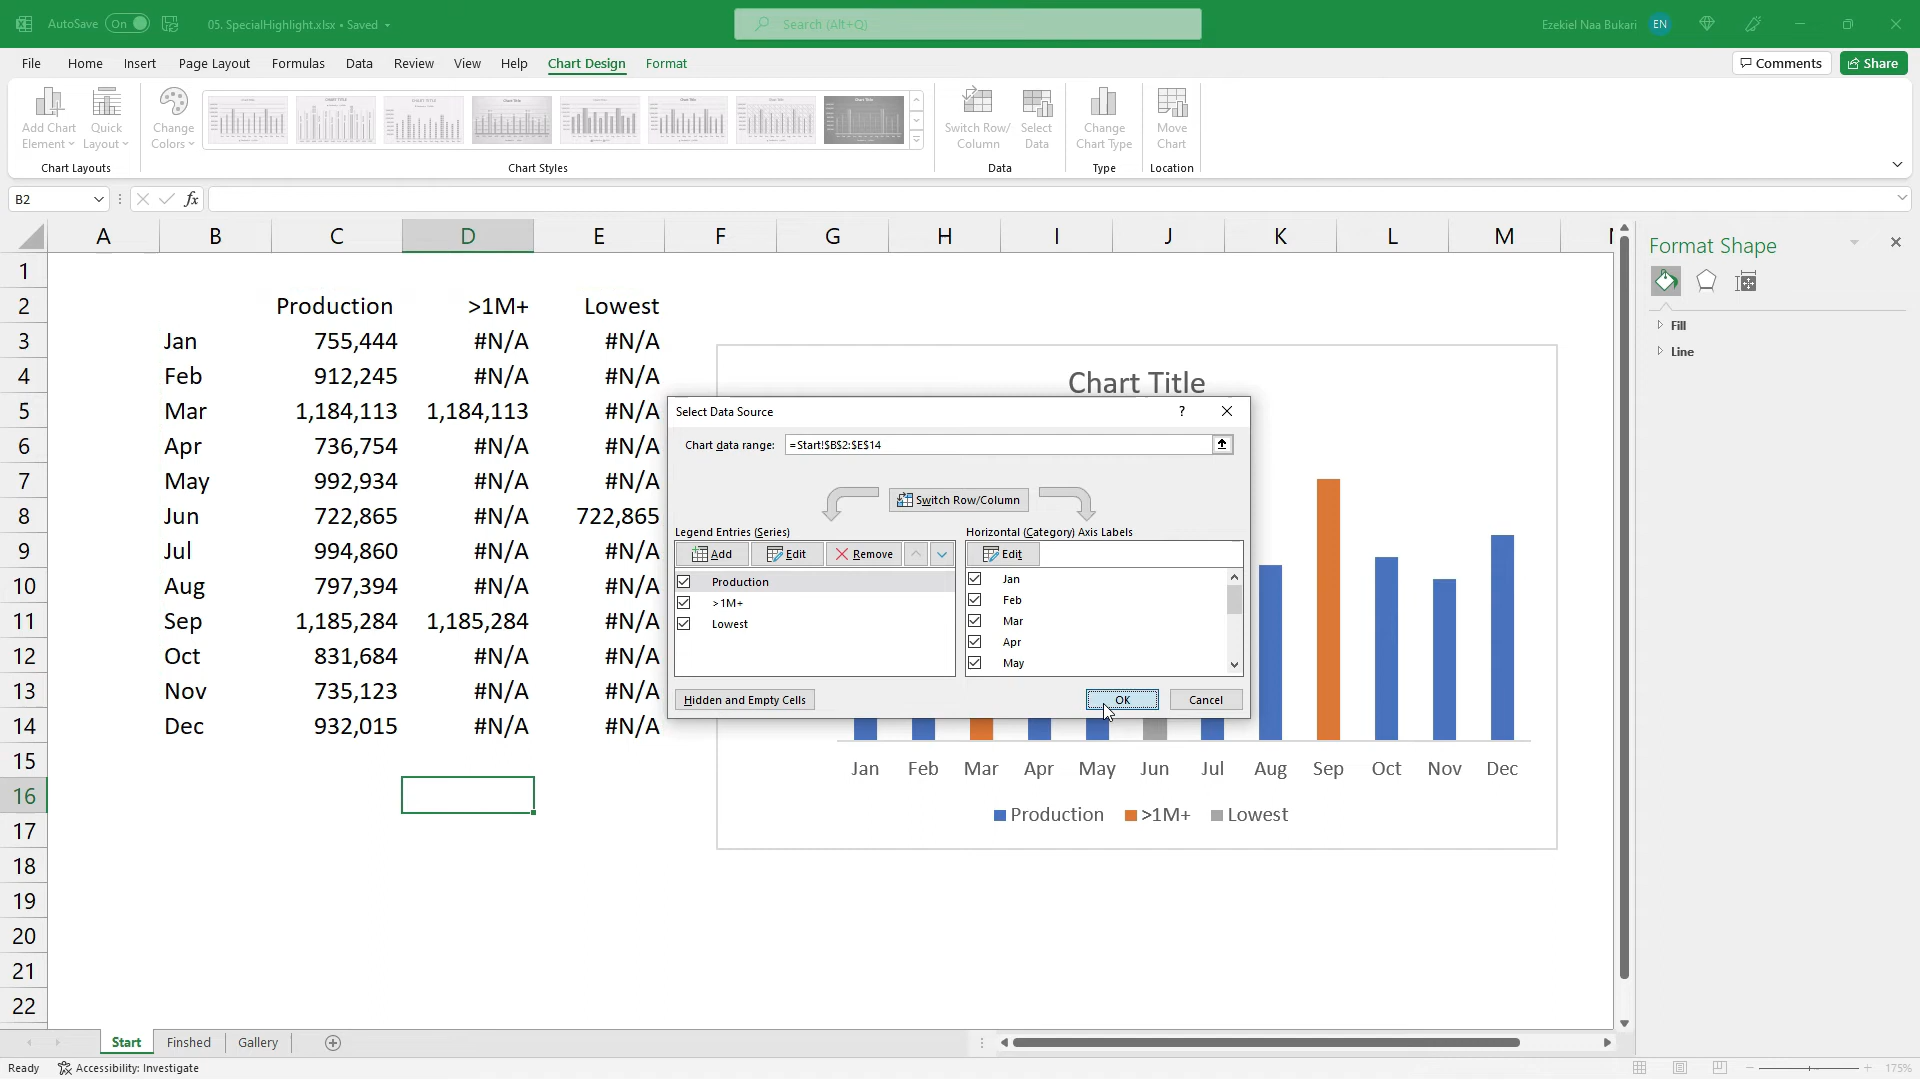 AutoSave On 05. SpecialHighlight.xlsx • Saved Search (Alt+Q) Ezekiel Naa Bukari EN
File Home Insert Page Layout Formulas Data Review View Help Chart Design Format Comments Share
Add Chart Element Quick Layout Change Colors Switch Row/ Column Select Data Change Chart Type Move Chart
Chart Layouts Chart Styles Data Type Location
B2 fx
A B C D E F G H I J K L M
Format Shape
Fill
Line
1
2 Production >1M+ Lowest
3 Jan 755,444 #N/A #N/A
4 Feb 912,245 #N/A #N/A
5 Mar 1,184,113 1,184,113 #N/A
6 Apr 736,754 #N/A #N/A
7 May 992,934 #N/A #N/A
8 Jun 722,865 #N/A 722,865
9 Jul 994,860 #N/A #N/A
10 Aug 797,394 #N/A #N/A
11 Sep 1,185,284 1,185,284 #N/A
12 Oct 831,684 #N/A #N/A
13 Nov 735,123 #N/A #N/A
14 Dec 932,015 #N/A #N/A
15
16
17
18
19
20
21
22
Chart Title
Select Data Source ?
Chart data range: =Start!$B$2:$E$14
Switch Row/Column
Legend Entries (Series) Horizontal (Category) Axis Labels
Add Edit Remove Edit
Production Jan
>1M+ Feb
Lowest Mar
Apr
May
Hidden and Empty Cells OK Cancel
Jan Feb Mar Apr May Jun Jul Aug Sep Oct Nov Dec
Production >1M+ Lowest
Start Finshed Gallery
Ready Accessibility: Investigate 175%